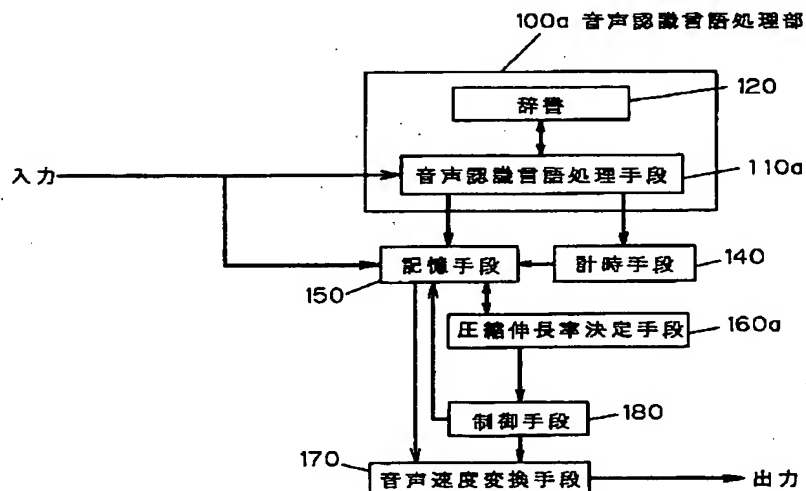 100a 音声認識言語処理部
辞書
120
入力
音声認識言語処理手段
110a
記憶手段
150
計時手段
140
圧縮伸長率決定手段
160a
制御手段
180
170
音声速度変換手段
出力